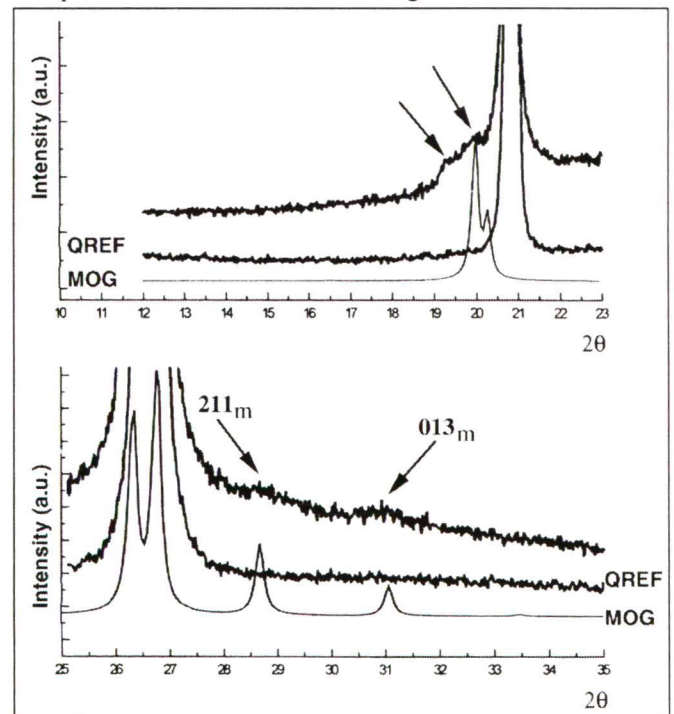 Intensity (a.u.)
QREF
MOG
10 11 12 13 14 15 16 17 18 19 20 21 22 23
2θ
211m
013m
Intensity (a.u.)
QREF
MOG
25 26 27 28 29 30 31 32 33 34 35
2θ